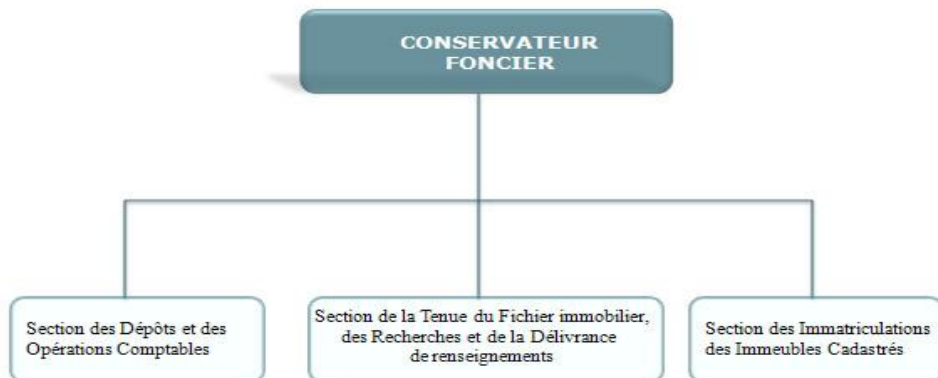 CONSERVATEUR
FONCIER
Section des Dépôts et des
Opérations Comptables
Section de la Tenue du Fichier immobilier,
des Recherches et de la Délivrance
de renseignements
Section des Immatriculations
des Immeubles Cadastrés